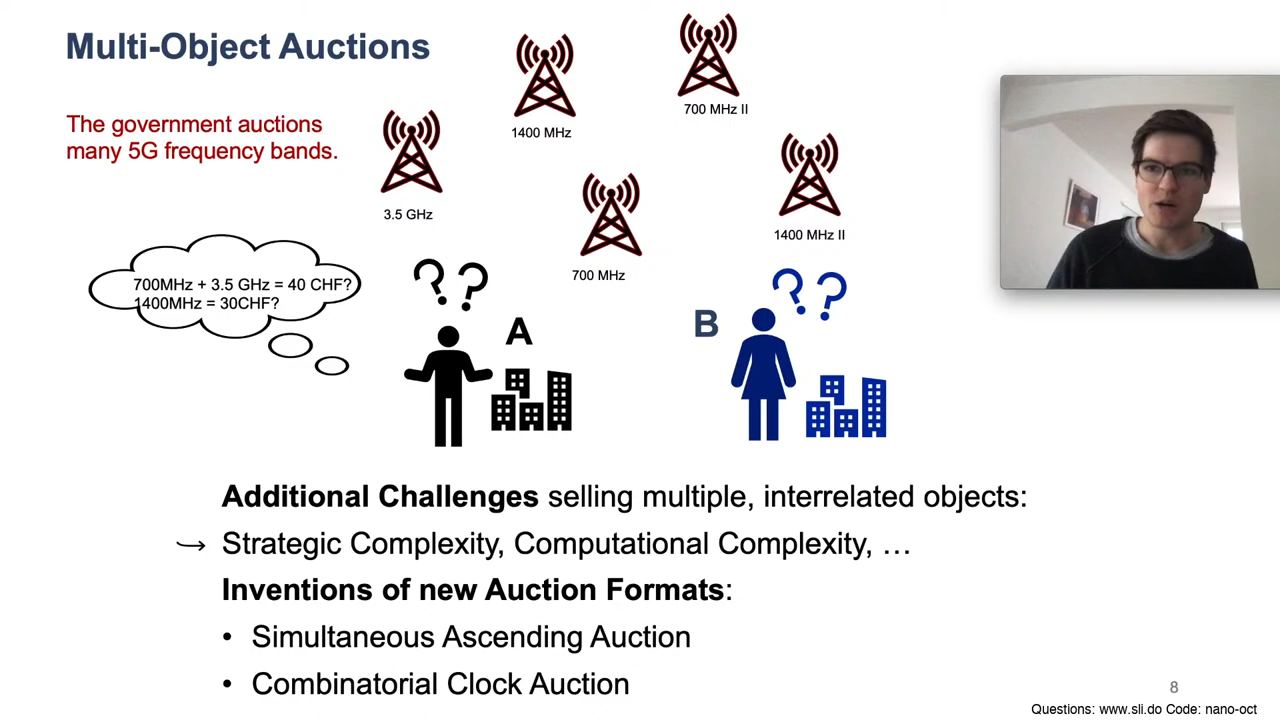 Multi-Object Auctions
The government auctions
many 5G frequency bands.
3.5 GHz
1400 MHz
700 MHz II
700 MHz
1400 MHz II
700MHz + 3.5 GHz = 40 CHF?
1400MHz = 30CHF?
? ?
A
B
? ?
Additional Challenges selling multiple, interrelated objects:
↪ Strategic Complexity, Computational Complexity, …
Inventions of new Auction Formats:
• Simultaneous Ascending Auction
• Combinatorial Clock Auction
8
Questions: www.sli.do Code: nano-oct